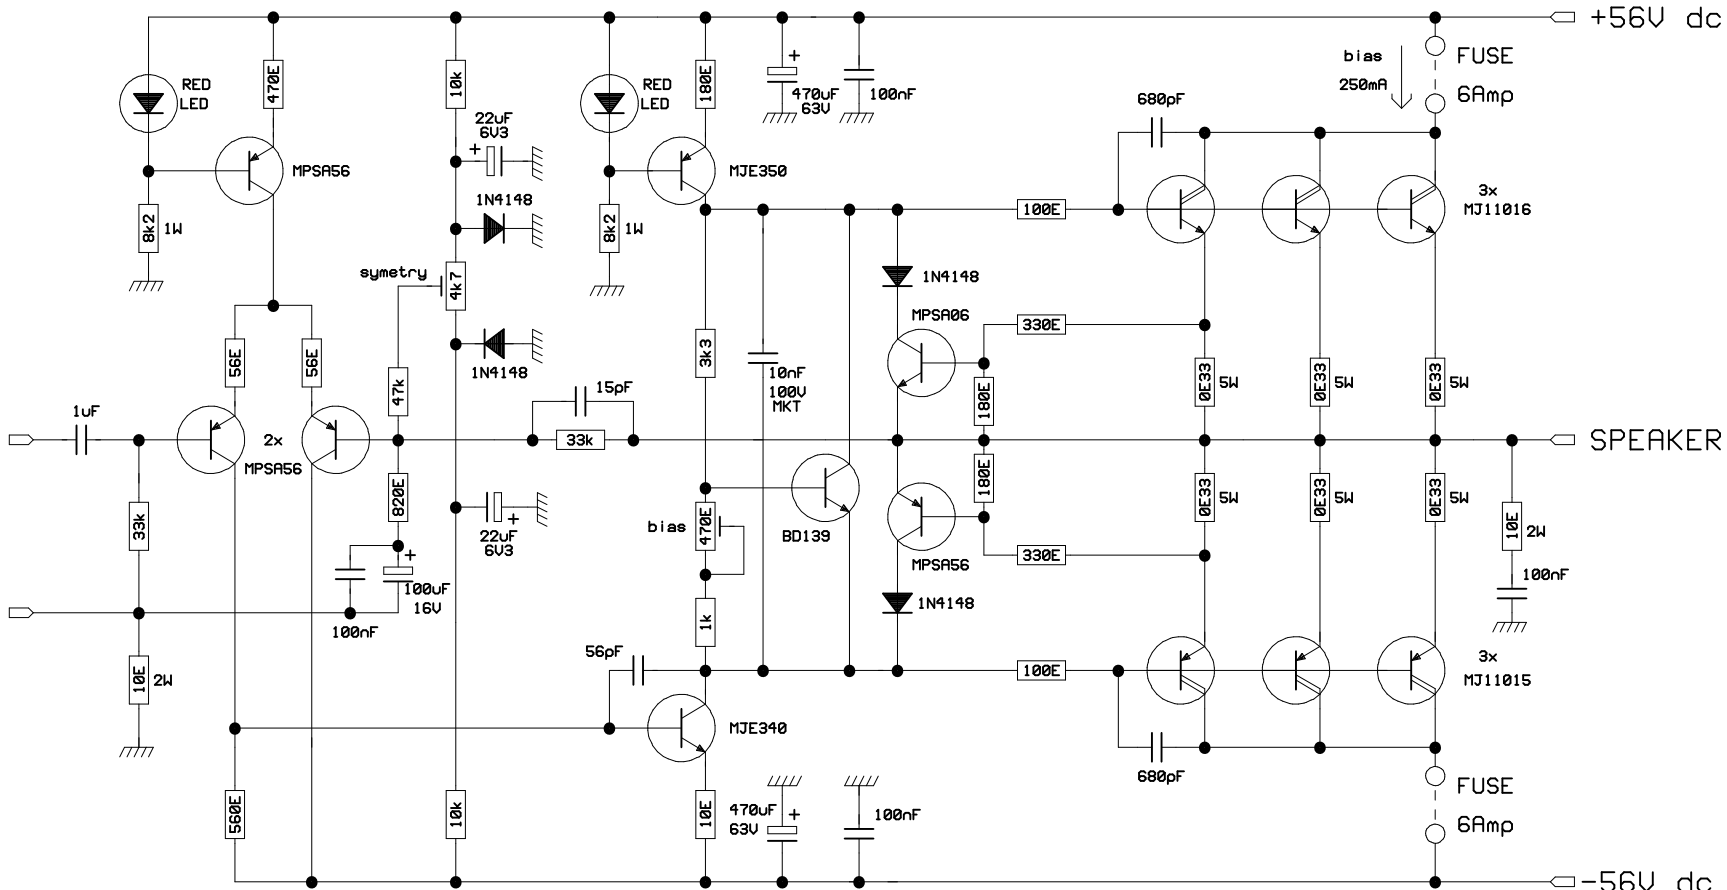 +56V dc
bias
250mA
FUSE
6Amp
RED
LED
470E
10k
RED
LED
180E
+
470uF
63V
100nF
680pF
22uF
6V3
+
MPSA56
MJE350
3x
MJ11016
8k2
1W
1N4148
8k2
1W
100E
symetry
4k7
1N4148
MPSA06
330E
56E
56E
1N4148
3k3
10nF
100V
MKT
0E33
5W
0E33
5W
0E33
5W
47k
15pF
180E
1uF
2x
MPSA56
33k
SPEAKER
33k
820E
22uF
6V3
+
bias
470E
BD139
180E
0E33
5W
0E33
5W
0E33
5W
10E
2W
MPSA56
330E
100nF
+
100uF
16V
100nF
1k
1N4148
10E
2W
56pF
100E
3x
MJ11015
MJE340
680pF
FUSE
6Amp
560E
10k
10E
470uF
63V
+
100nF
-56V dc